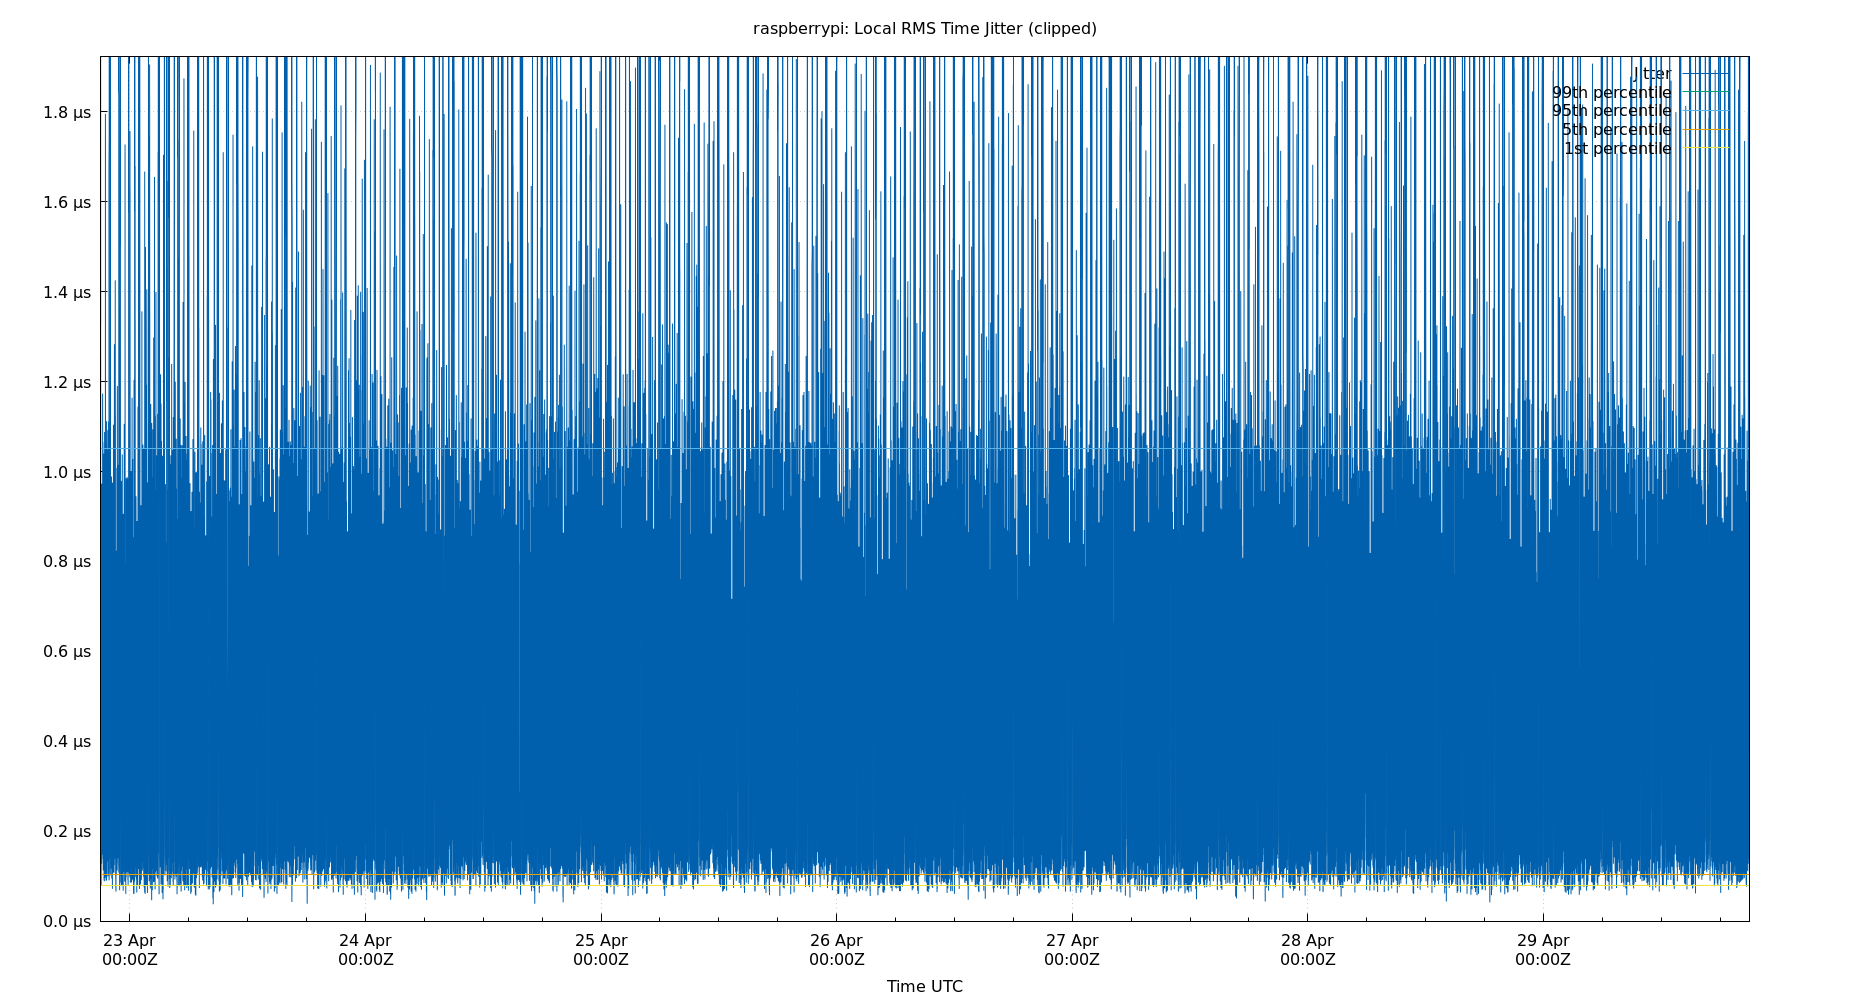 raspberrypi: Local RMS Time Jitter (clipped)
Jitter
99th percentile
95th percentile
5th percentile
1st percentile
1.8 µs
1.6 µs
1.4 µs
1.2 µs
1.0 µs
0.8 µs
0.6 µs
0.4 µs
0.2 µs
0.0 µs
23 Apr 24 Apr 25 Apr 26 Apr 27 Apr 28 Apr 29 Apr
00:00Z 00:00Z 00:00Z 00:00Z 00:00Z 00:00Z 00:00Z
Time UTC